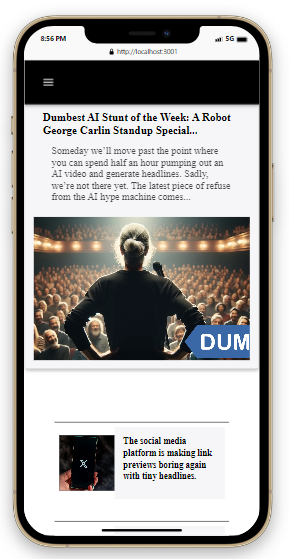 8:56 PM
5G
http://localhost:3001
Dumbest AI Stunt of the Week: A Robot
George Carlin Standup Special...
Someday we'll move past the point where
you can spend half an hour pumping out an
AI video and generate headlines. Sadly,
we're not there yet. The latest piece of refuse
from the AI hype machine comes...
DUM
X
The social media
platform is making link
previews boring again
with tiny headlines.